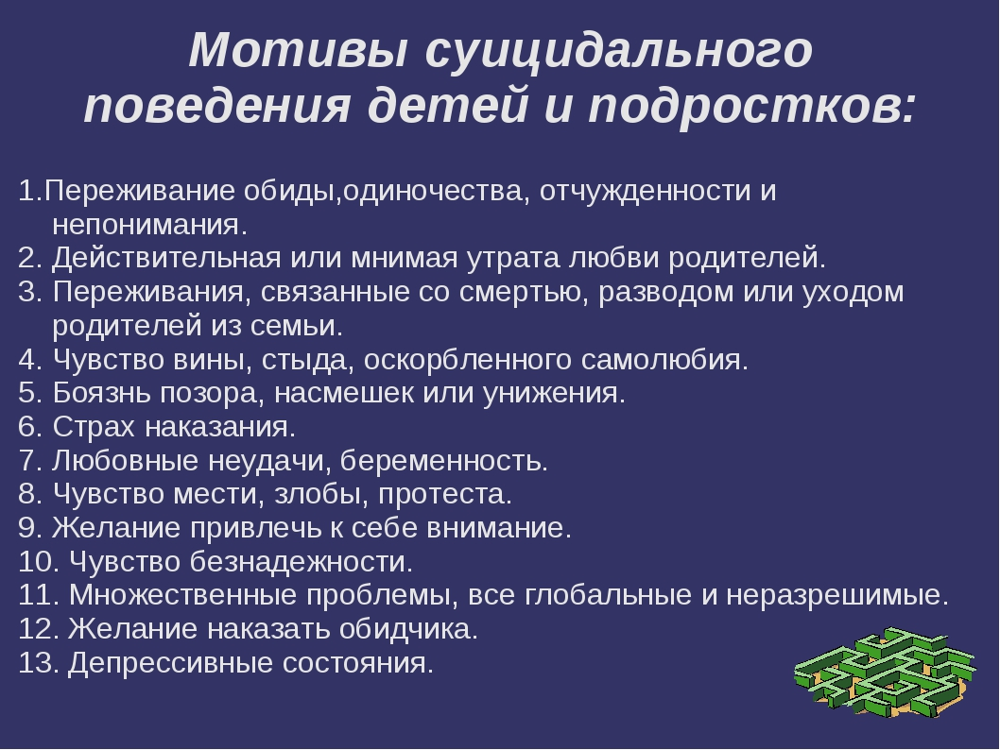 Мотивы суицидального
поведения детей и подростков:
1.Переживание обиды,одиночества, отчужденности и
непонимания.
2. Действительная или мнимая утрата любви родителей.
3. Переживания, связанные со смертью, разводом или уходом
родителей из семьи.
4. Чувство вины, стыда, оскорбленного самолюбия.
5. Боязнь позора, насмешек или унижения.
6. Страх наказания.
7. Любовные неудачи, беременность.
8. Чувство мести, злобы, протеста.
9. Желание привлечь к себе внимание.
10. Чувство безнадежности.
11. Множественные проблемы, все глобальные и неразрешимые.
12. Желание наказать обидчика.
13. Депрессивные состояния.